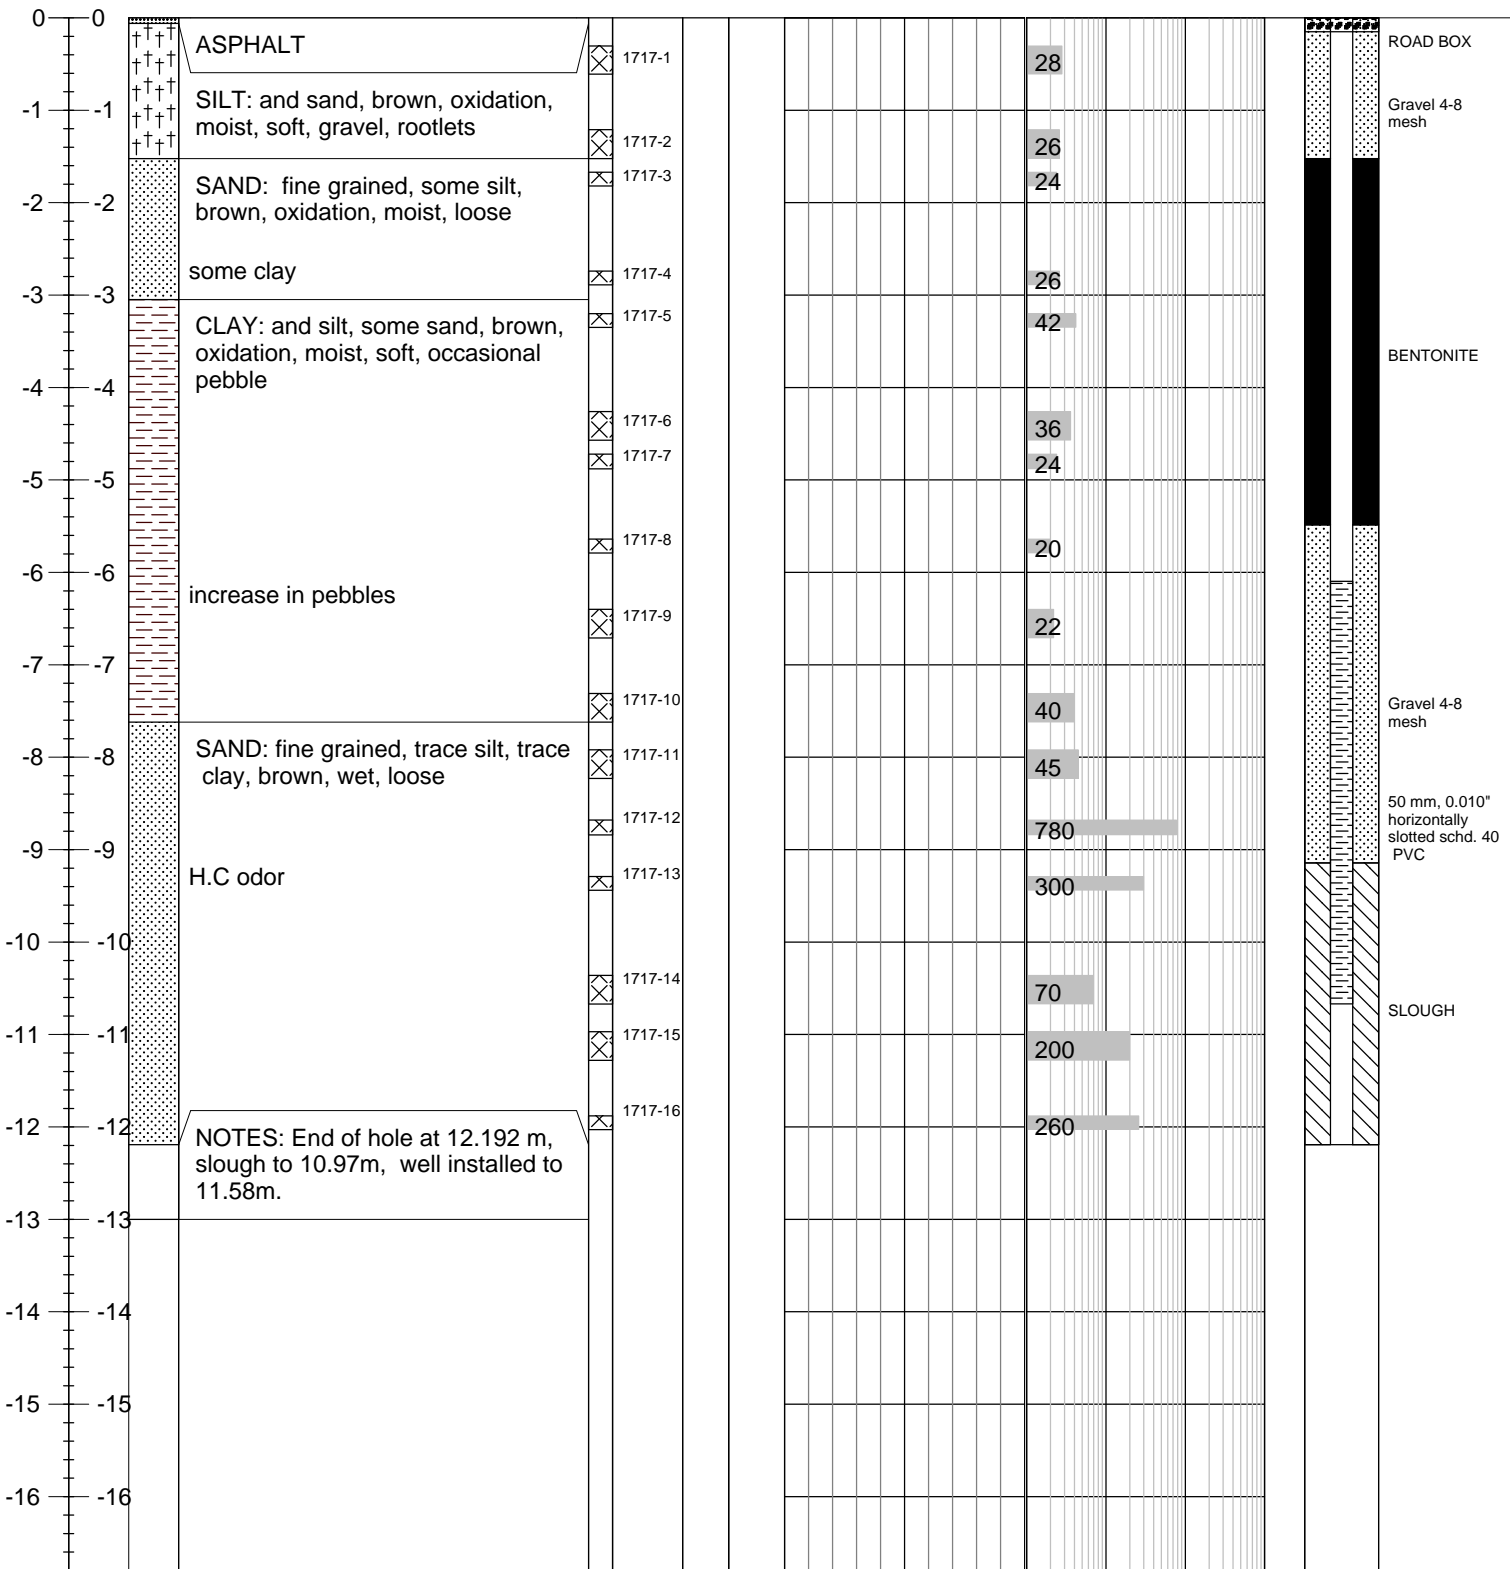 0 0
-1 -1
-2 -2
-3 -3
-4 -4
-5 -5
-6 -6
-7 -7
-8 -8
-9 -9
-10 -10
-11 -11
-12 -12
-13 -13
-14 -14
-15 -15
-16 -16
ASPHALT
SILT: and sand, brown, oxidation,
moist, soft, gravel, rootlets
SAND:  fine grained, some silt,
brown, oxidation, moist, loose
some clay
CLAY: and silt, some sand, brown,
oxidation, moist, soft, occasional
pebble
increase in pebbles
SAND: fine grained, trace silt, trace
clay, brown, wet, loose
H.C odor
NOTES: End of hole at 12.192 m,
slough to 10.97m,  well installed to
11.58m.
1717-1
1717-2
1717-3
1717-4
1717-5
1717-6
1717-7
1717-8
1717-9
1717-10
1717-11
1717-12
1717-13
1717-14
1717-15
1717-16
28
26
24
26
42
36
24
20
22
40
45
780
300
70
200
260
ROAD BOX
Gravel 4-8
mesh
BENTONITE
Gravel 4-8
mesh
50 mm, 0.010"
horizontally
slotted schd. 40
PVC
SLOUGH